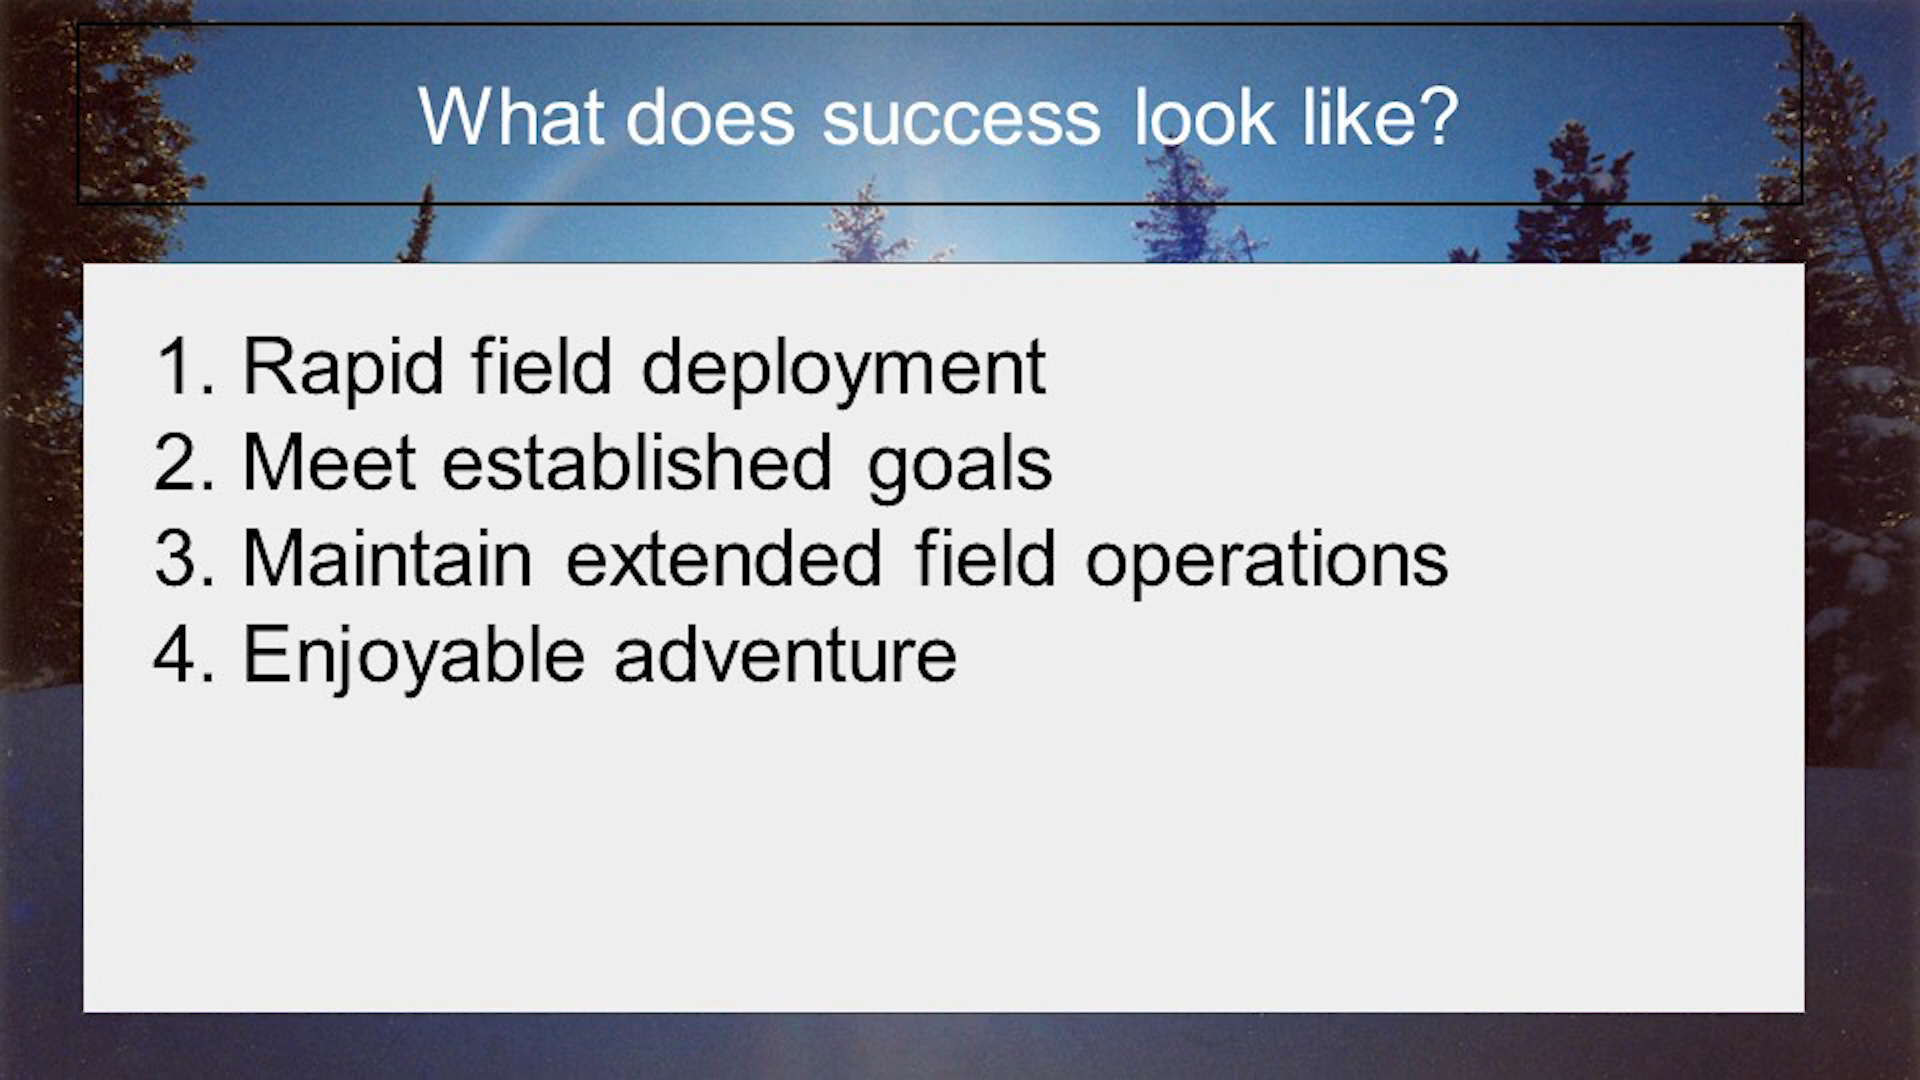 What does success look like?
1. Rapid field deployment
2. Meet established goals
3. Maintain extended field operations
4. Enjoyable adventure